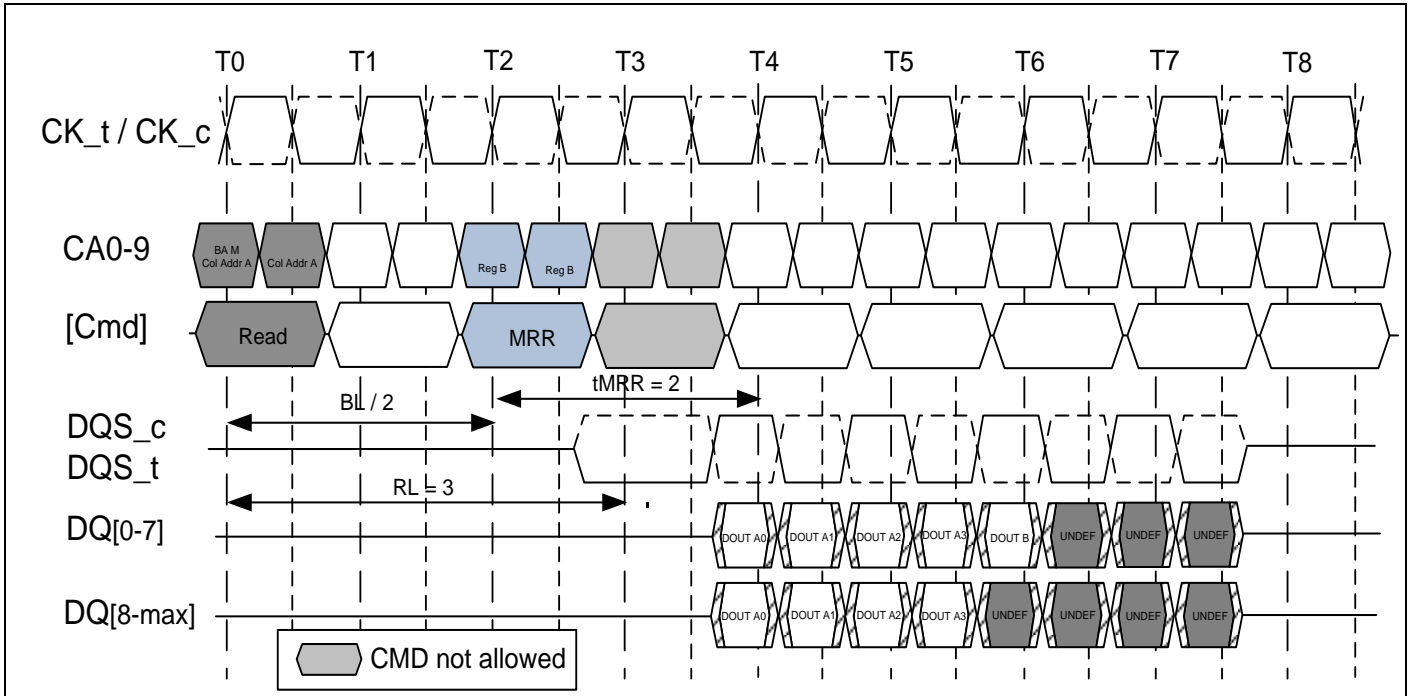 T0 T1 T2 T3 T4 T5 T6 T7 T8
CK_t / CK_c
CA0-9
BA M
Col Addr A
Col Addr A
Reg B
Reg B
[Cmd]
Read
MRR
tMRR = 2
BL / 2
DQS_c
DQS_t
RL = 3
DQ[0-7]
DOUT A0 DOUT A1 DOUT A2 DOUT A3 DOUT B UNDEF UNDEF UNDEF
DQ[8-max]
DOUT A0 DOUT A1 DOUT A2 DOUT A3 UNDEF UNDEF UNDEF UNDEF
CMD not allowed